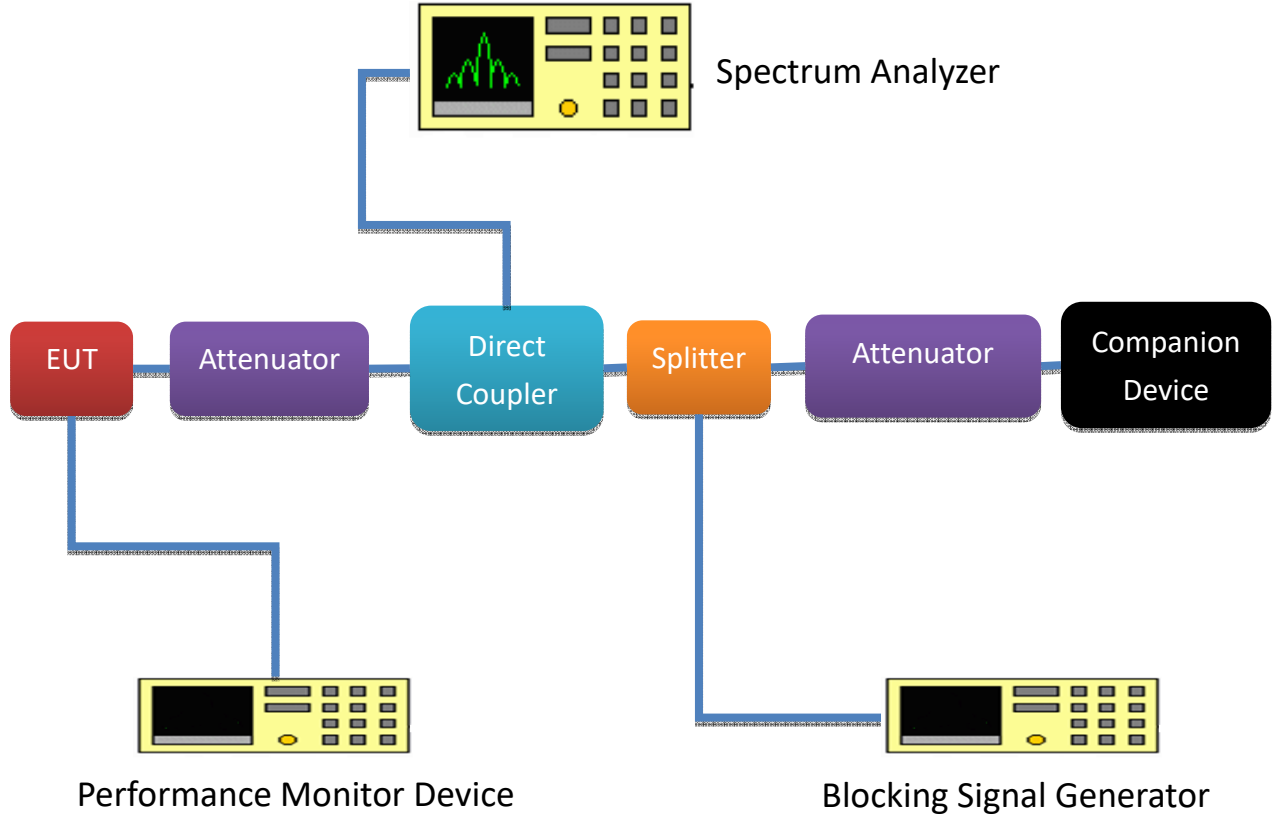 Spectrum Analyzer
EUT
Attenuator
Direct
Coupler
Splitter
Attenuator
Companion
Device
Performance Monitor Device
Blocking Signal Generator